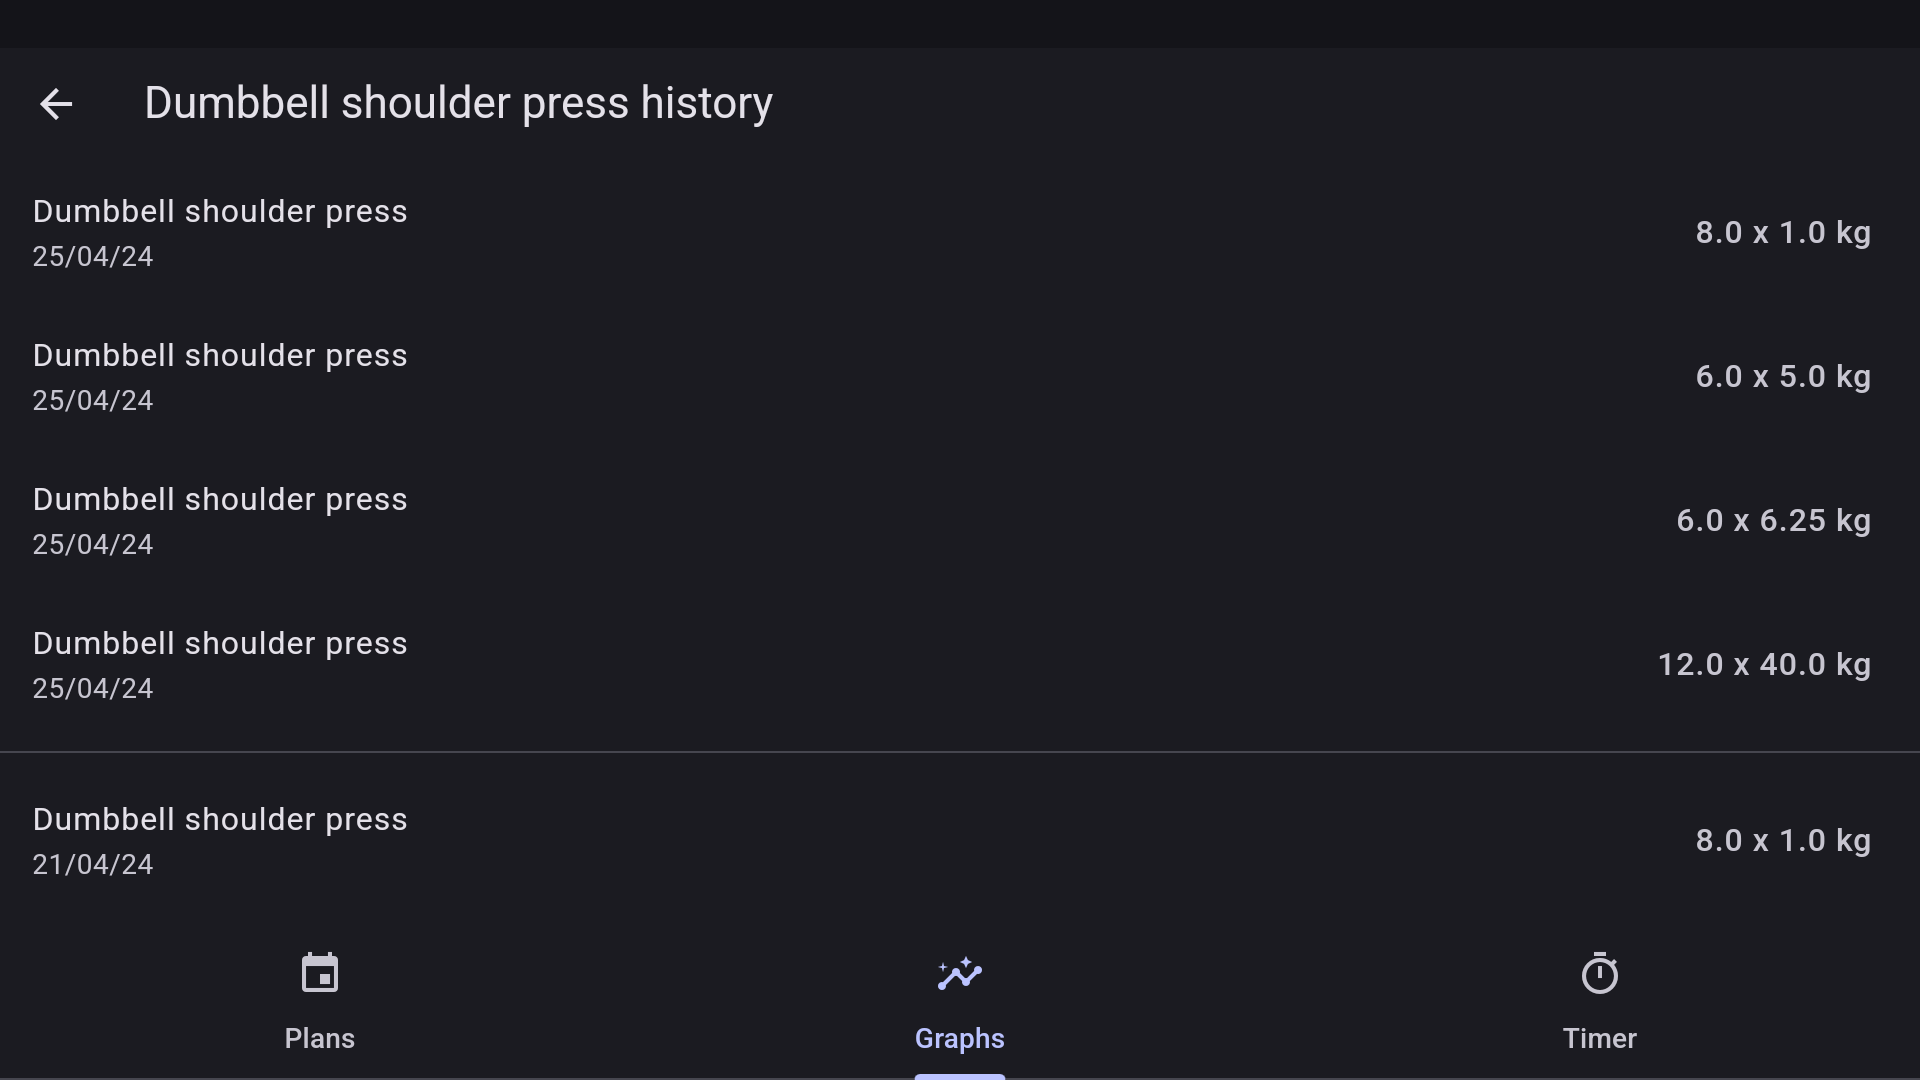 Dumbbell shoulder press history
Dumbbell shoulder press
25/04/24
8.0 x 1.0 kg
Dumbbell shoulder press
25/04/24
6.0 x 5.0 kg
Dumbbell shoulder press
25/04/24
6.0 x 6.25 kg
Dumbbell shoulder press
25/04/24
12.0 x 40.0 kg
Dumbbell shoulder press
21/04/24
8.0 x 1.0 kg
Plans
Graphs
Timer